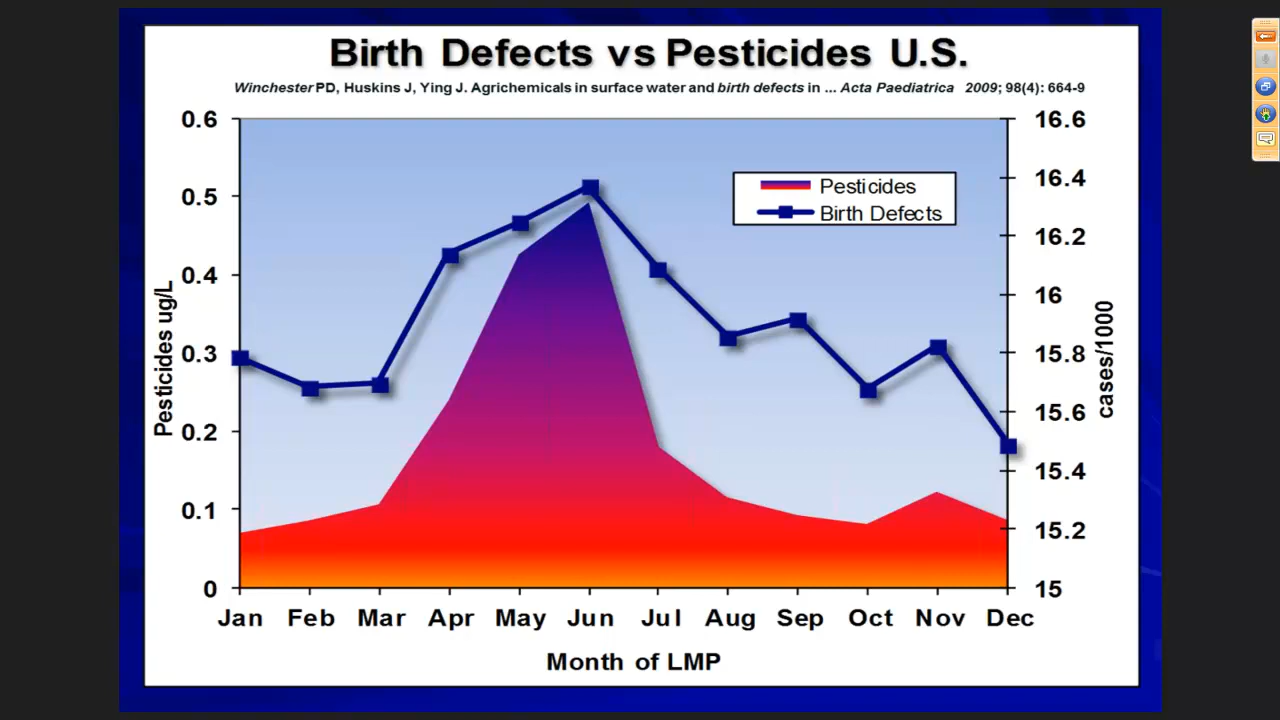 Birth Defects vs Pesticides U.S.
Winchester PD, Huskins J, Ying J. Agrichemicals in surface water and birth defects in ... Acta Paediatrica 2009; 98(4): 664-9
0.6
0.5
0.4
0.3
0.2
0.1
0
Pesticides ug/L
Pesticides
Birth Defects
16.6
16.4
16.2
16
15.8
15.6
15.4
15.2
15
cases/1000
Jan Feb Mar Apr May Jun Jul Aug Sep Oct Nov Dec
Month of LMP